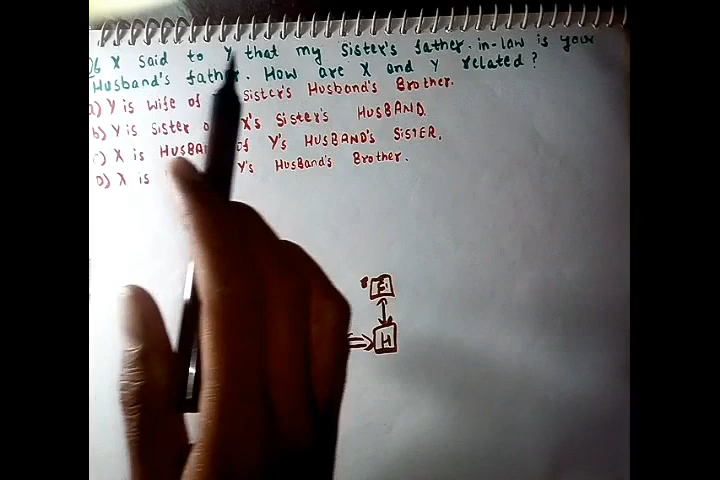 Q6 X said to Y that my Sister's father-in-law is your
Husband's father. How are X and Y related?
a) Y is wife of Sister's Husband's Brother.
b) Y is Sister X's Sister's HUSBAND.
X is of Y's HUSBAND'S SISTER.
D) X is Y's Husband's Brother.
H